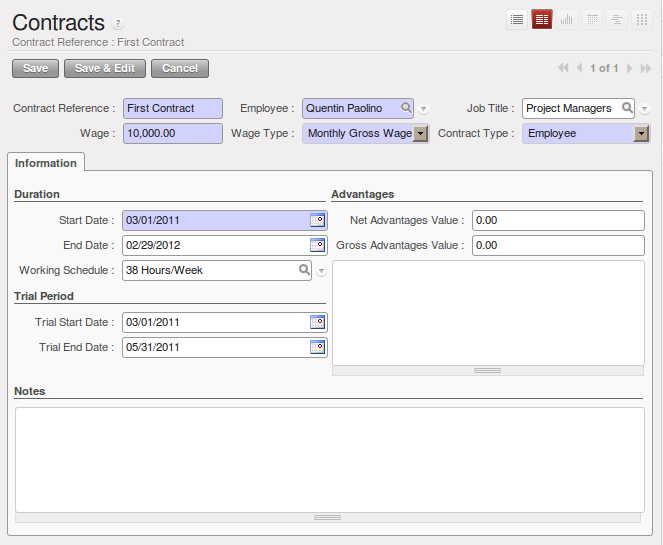 Contracts ?
Contract Reference : First Contract
Save Save & Edit Cancel 1 of 1
Contract Reference : First Contract Employee : Quentin Paolino Job Title : Project Managers
Wage : 10,000.00 Wage Type : Monthly Gross Wage Contract Type : Employee
Information
Duration Advantages
Start Date : 03/01/2011 Net Advantages Value : 0.00
End Date : 02/29/2012 Gross Advantages Value : 0.00
Working Schedule : 38 Hours/Week
Trial Period
Trial Start Date : 03/01/2011
Trial End Date : 05/31/2011
Notes